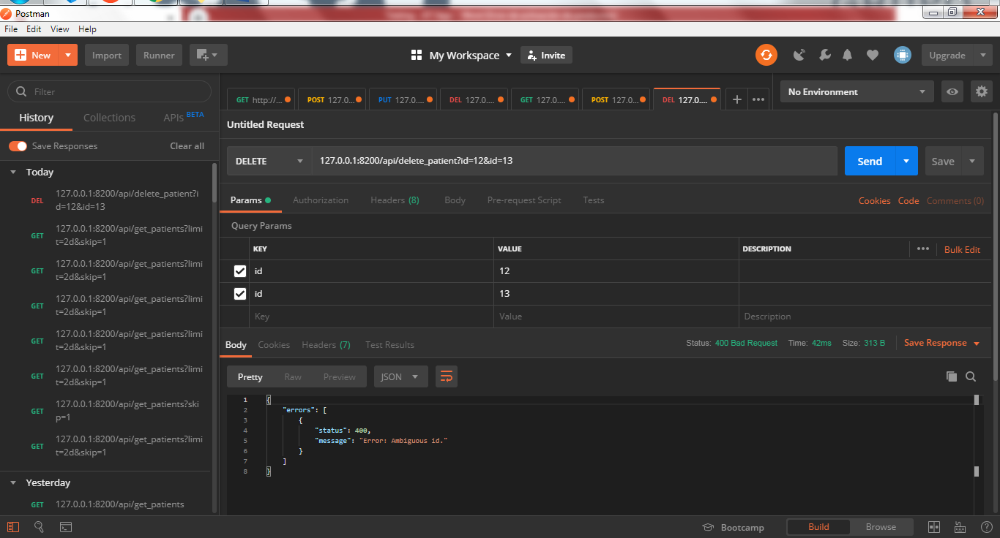 Postman
File Edit View Help
New Import Runner My Workspace Invite Upgrade
Filter
History Collections APIs BETA
Save Responses Clear all
Today
DEL 127.0.0.1:8200/api/delete_patient?i
d=12&id=13
GET 127.0.0.1:8200/api/get_patients?limi
t=2d&skip=1
GET 127.0.0.1:8200/api/get_patients?limi
t=2d&skip=1
GET 127.0.0.1:8200/api/get_patients?limi
t=2d&skip=1
GET 127.0.0.1:8200/api/get_patients?limi
t=2d&skip=1
GET 127.0.0.1:8200/api/get_patients?limi
t=2d&skip=1
GET 127.0.0.1:8200/api/get_patients?ski
p=1
GET 127.0.0.1:8200/api/get_patients?limi
t=2d&skip=1
Yesterday
GET 127.0.0.1:8200/api/get_patients
GET http://... POST 127.0.... PUT 127.0.... DEL 127.0.... GET 127.0.... POST 127.0.... DEL 127.0.... No Environment
Untitled Request
DELETE 127.0.0.1:8200/api/delete_patient?id=12&id=13 Send Save
Params Authorization Headers (8) Body Pre-request Script Tests Cookies Code Comments (0)
Query Params
KEY VALUE DESCRIPTION Bulk Edit
id 12
id 13
Key Value Description
Body Cookies Headers (7) Test Results Status: 400 Bad Request Time: 42ms Size: 313 B Save Response
Pretty Raw Preview JSON
1 {
2 "errors": [
3 {
4 "status": 400,
5 "message": "Error: Ambiguous id."
6 }
7 ]
8 }
Bootcamp Build Browse